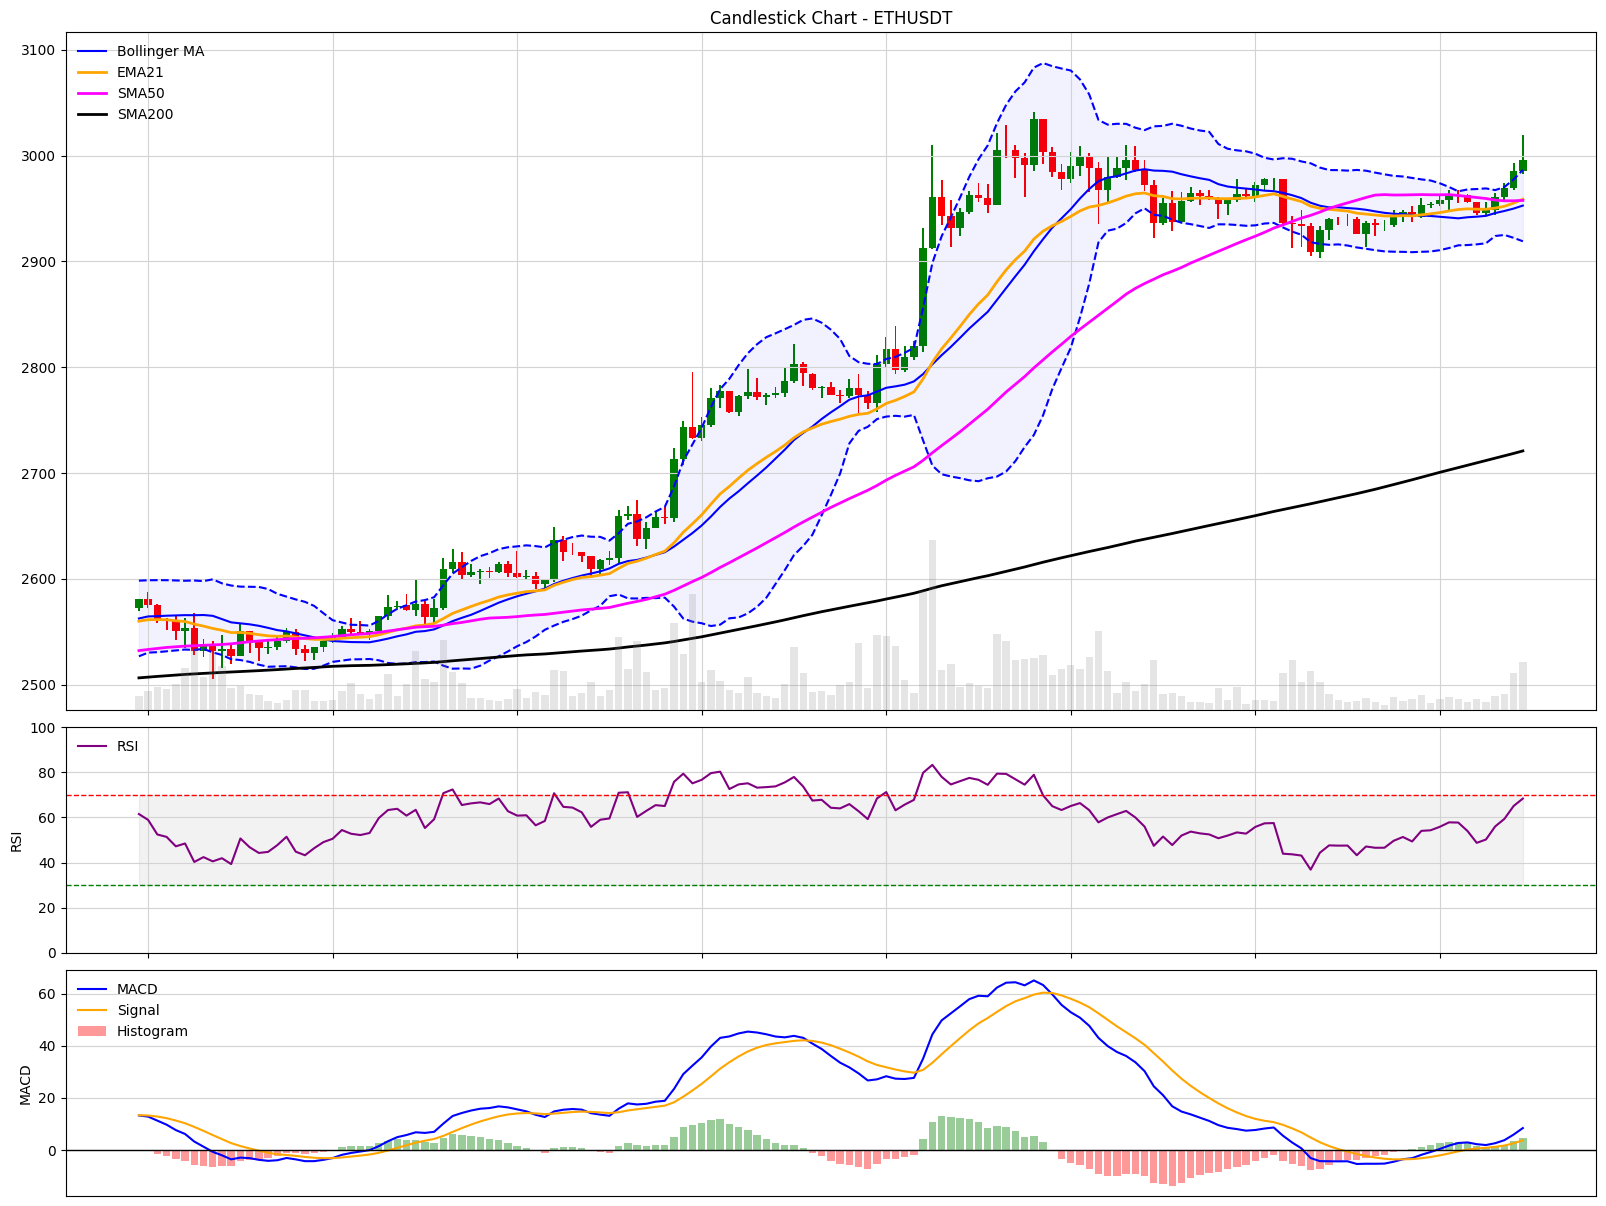 Candlestick Chart - ETHUSDT
3100
3000
2900
2800
2700
2600
2500
Bollinger MA
EMA21
SMA50
SMA200
100
80
60
40
20
0
RSI
RSI
60
40
20
0
MACD
MACD
Signal
Histogram